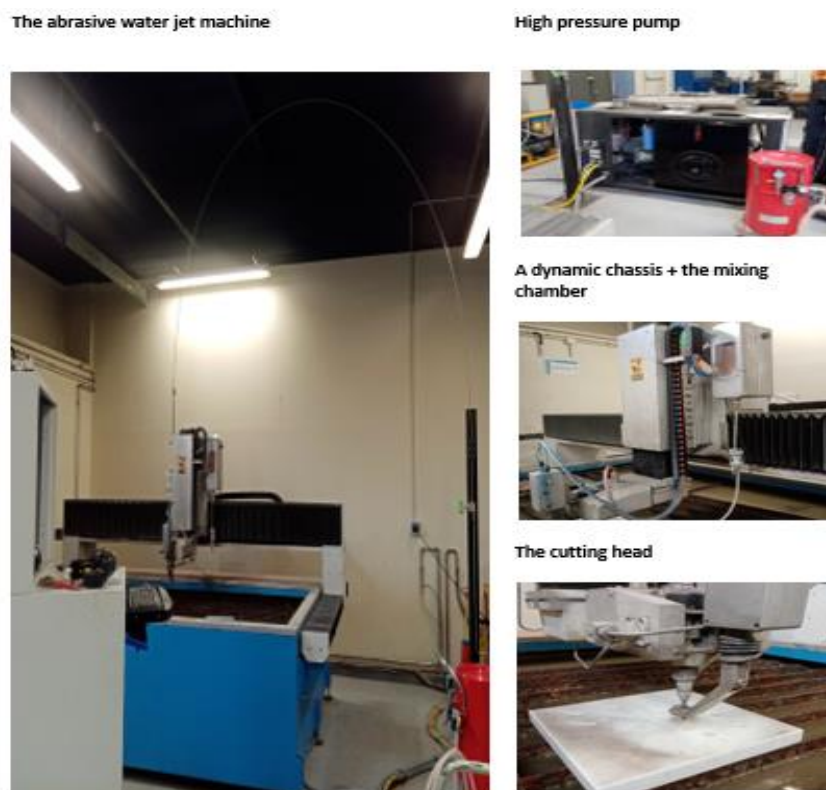 The abrasive water jet machine
High pressure pump
A dynamic chassis + the mixing
chamber
The cutting head